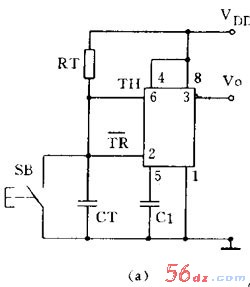 VDD
RT
TH 4 8
6 3 Vo
TR 2
SB
5 1
CT C1
(a) 56dz.com